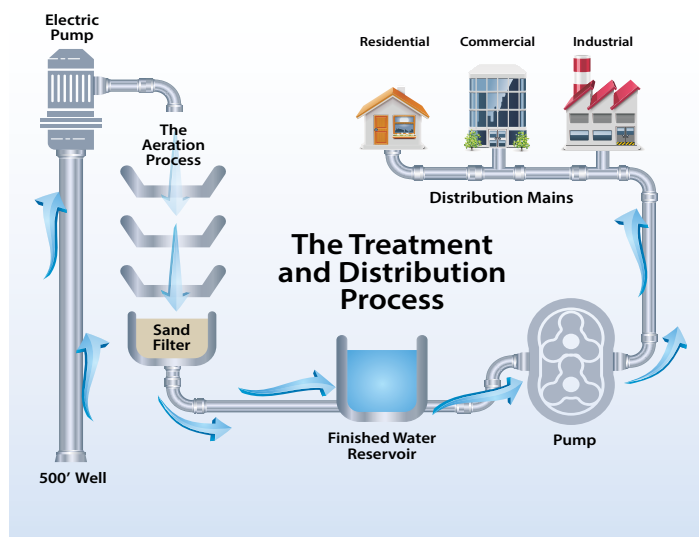 Electric
Pump
Residential
Commercial
Industrial
The
Aeration
Process
Distribution Mains
The Treatment
and Distribution
Process
Sand
Filter
Finished Water
Reservoir
Pump
500’ Well